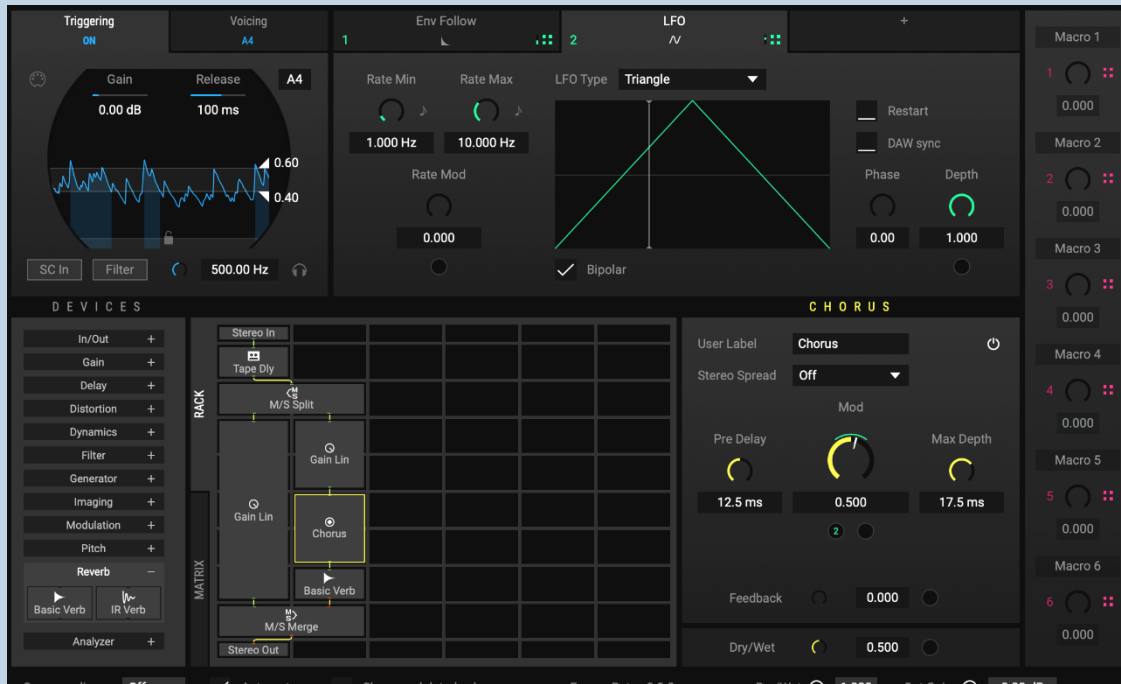 Triggering
ON
Voicing
A4
Env Follow
1
LFO
2
+
Macro 1
Gain
Release
A4
0.00 dB
100 ms
0.60
0.40
SC In
Filter
500.00 Hz
Rate Min
Rate Max
1.000 Hz
10.000 Hz
Rate Mod
0.000
LFO Type
Triangle
Restart
DAW sync
Phase
Depth
0.00
1.000
Bipolar
1
0.000
Macro 2
2
0.000
Macro 3
3
0.000
Macro 4
4
0.000
Macro 5
5
0.000
Macro 6
6
0.000
DEVICES
In/Out +
Gain +
Delay +
Distortion +
Dynamics +
Filter +
Generator +
Imaging +
Modulation +
Pitch +
Reverb −
Basic Verb
IR Verb
Analyzer +
RACK
MATRIX
Stereo In
Tape Dly
M/S Split
Gain Lin
Gain Lin
Chorus
Basic Verb
M/S Merge
Stereo Out
CHORUS
User Label
Chorus
Stereo Spread
Off
Mod
Pre Delay
Max Depth
12.5 ms
0.500
17.5 ms
2
Feedback
0.000
Dry/Wet
0.500